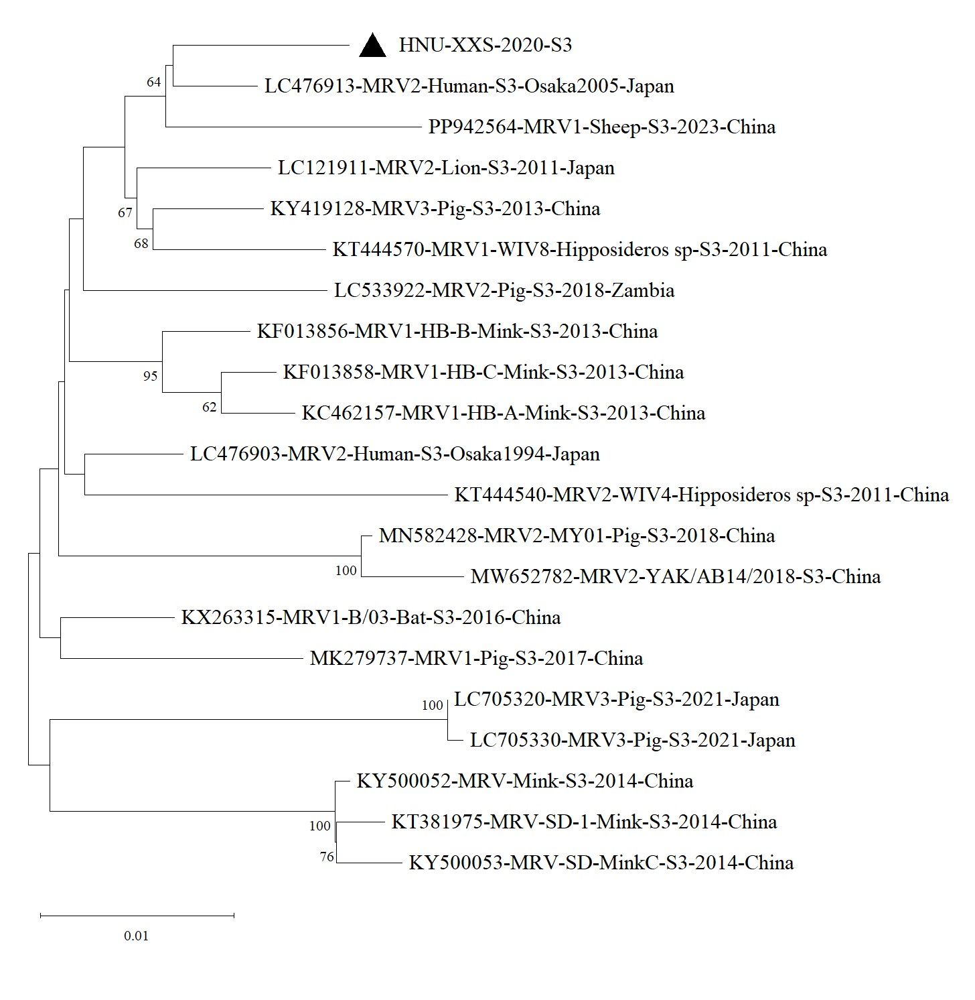 HNU-XXS-2020-S3
64
LC476913-MRV2-Human-S3-Osaka2005-Japan
PP942564-MRV1-Sheep-S3-2023-China
LC121911-MRV2-Lion-S3-2011-Japan
67
KY419128-MRV3-Pig-S3-2013-China
68
KT444570-MRV1-WIV8-Hipposideros sp-S3-2011-China
LC533922-MRV2-Pig-S3-2018-Zambia
KF013856-MRV1-HB-B-Mink-S3-2013-China
95
KF013858-MRV1-HB-C-Mink-S3-2013-China
62
KC462157-MRV1-HB-A-Mink-S3-2013-China
LC476903-MRV2-Human-S3-Osaka1994-Japan
KT444540-MRV2-WIV4-Hipposideros sp-S3-2011-China
MN582428-MRV2-MY01-Pig-S3-2018-China
100
MW652782-MRV2-YAK/AB14/2018-S3-China
KX263315-MRV1-B/03-Bat-S3-2016-China
MK279737-MRV1-Pig-S3-2017-China
100
LC705320-MRV3-Pig-S3-2021-Japan
LC705330-MRV3-Pig-S3-2021-Japan
KY500052-MRV-Mink-S3-2014-China
100
KT381975-MRV-SD-1-Mink-S3-2014-China
76
KY500053-MRV-SD-MinkC-S3-2014-China
0.01